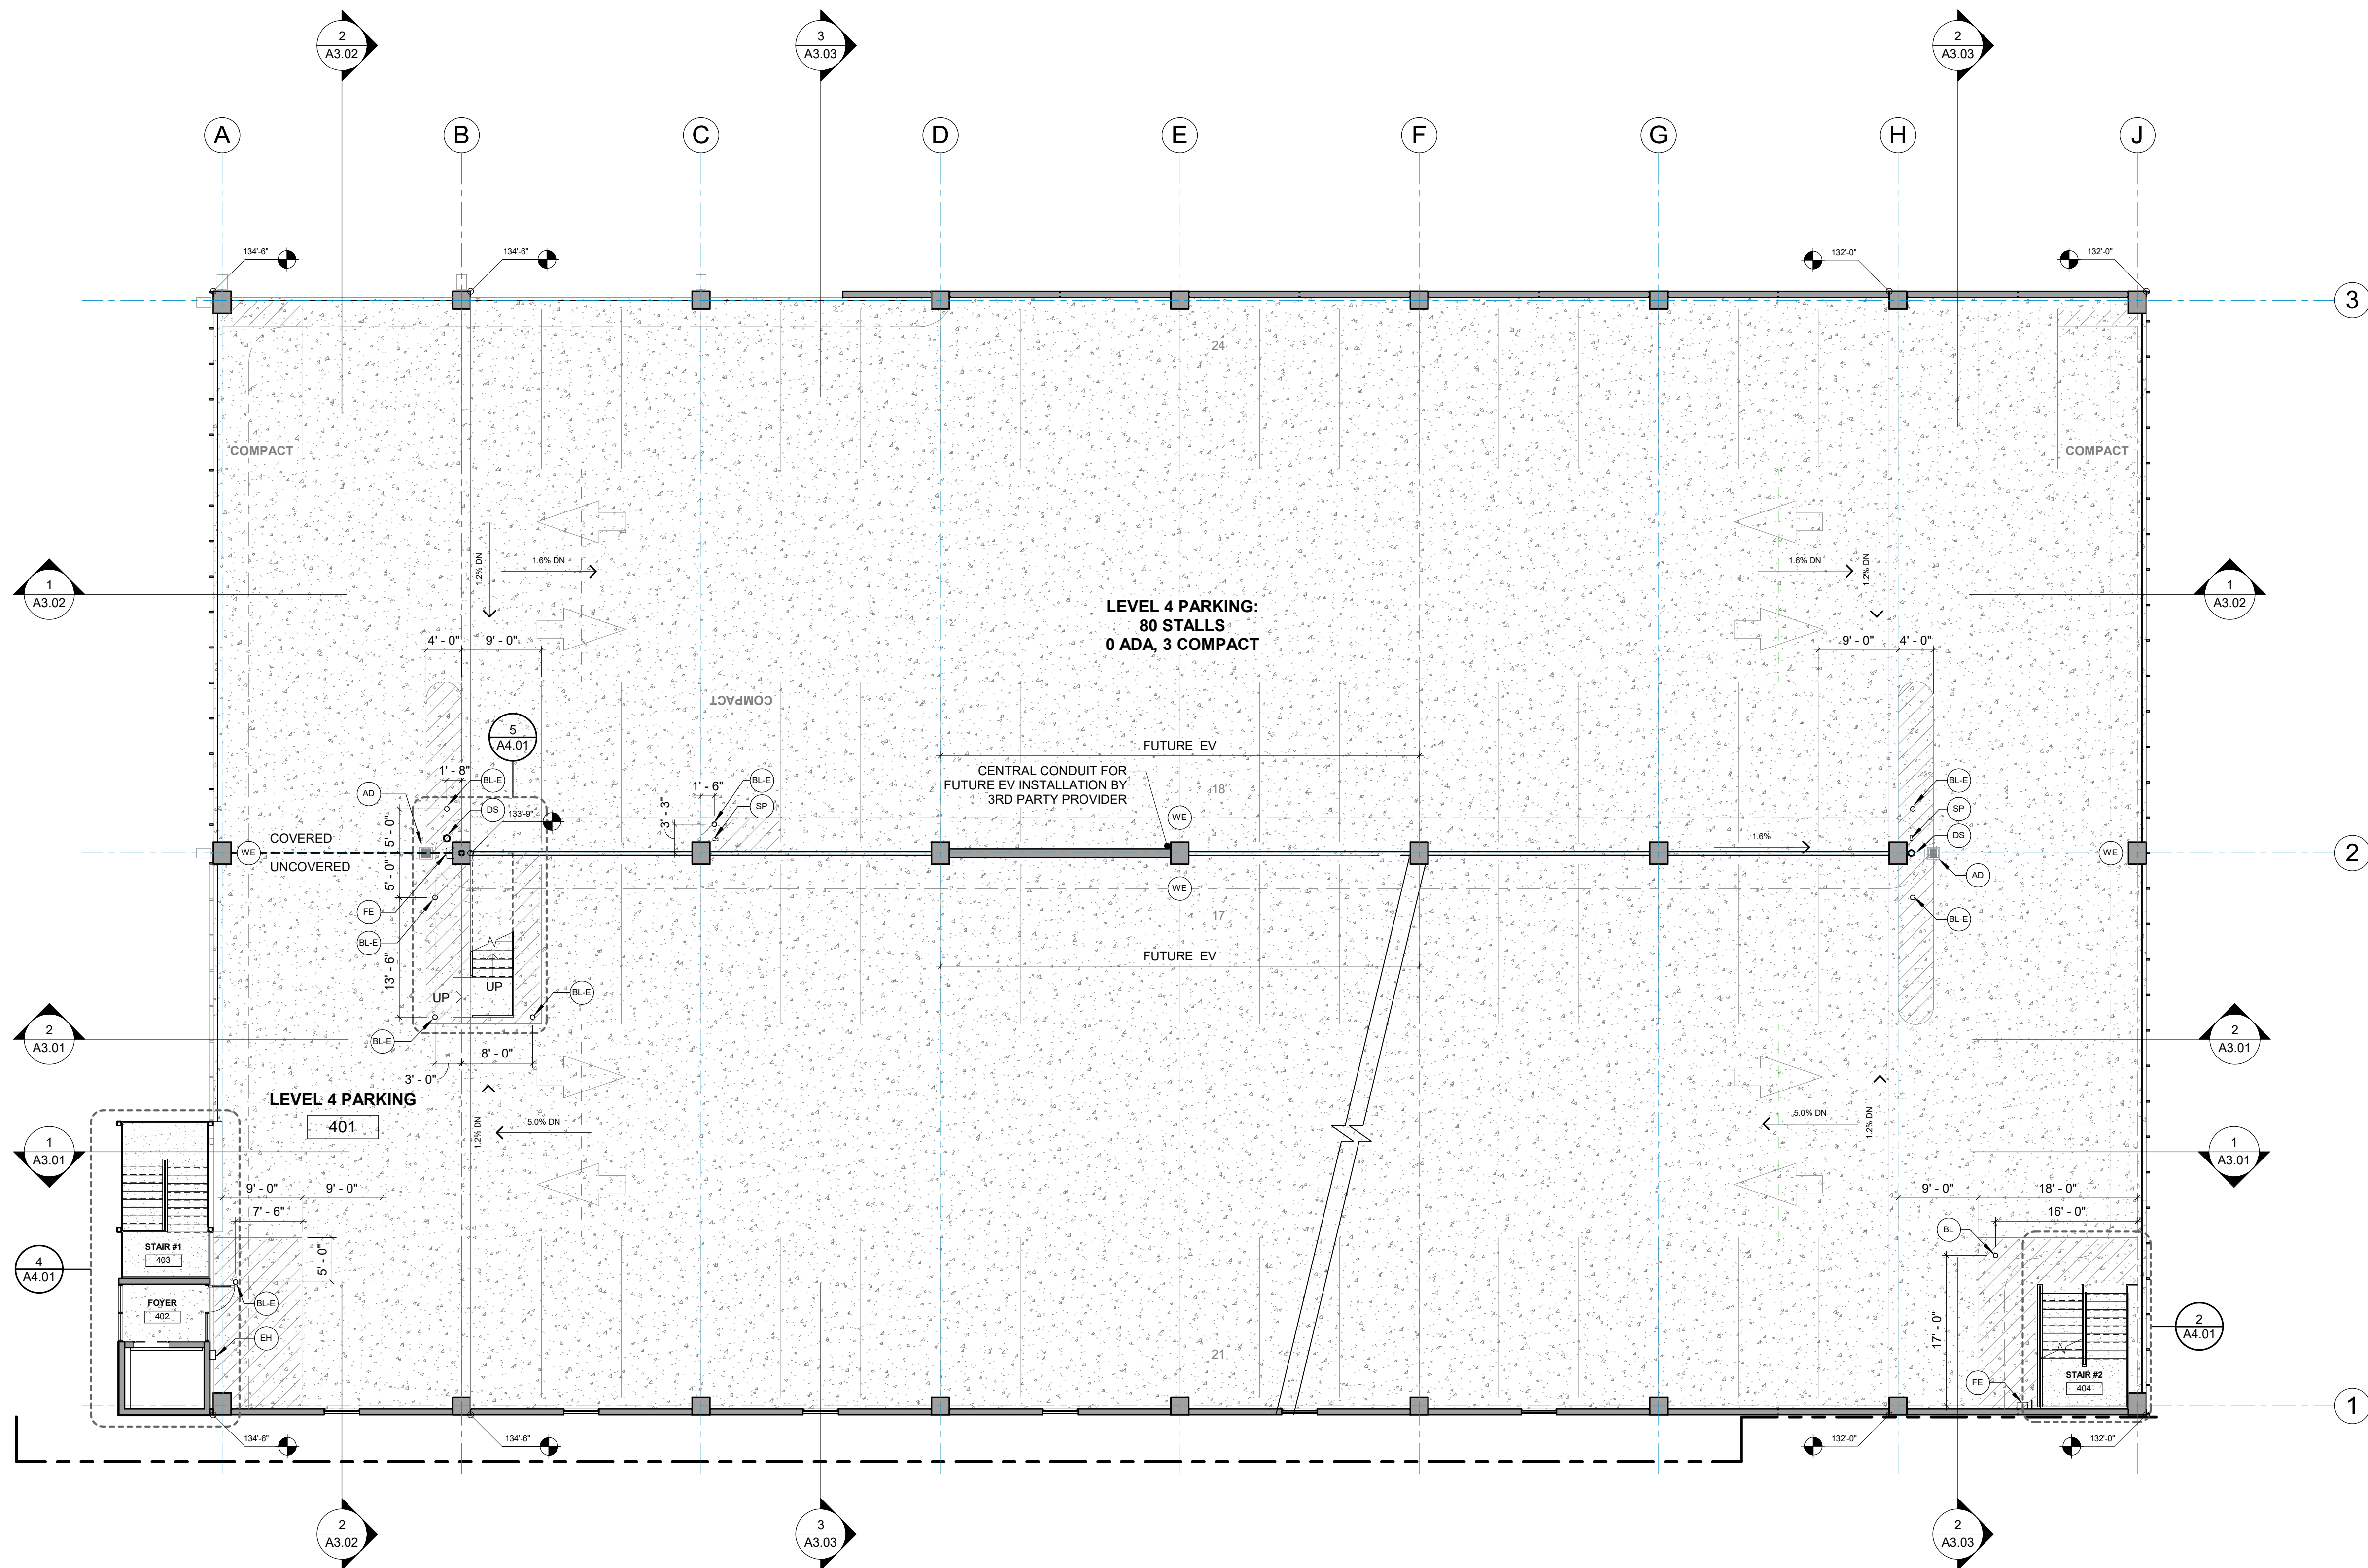 2
A3.02
3
A3.03
2
A3.03
A
B
C
D
E
F
G
H
J
134'-6"
134'-6"
132'-0"
132'-0"
3
24
COMPACT
COMPACT
1.2% DN
1.6% DN
1.6% DN
1.2% DN
1
A3.02
1
A3.02
LEVEL 4 PARKING:
80 STALLS
0 ADA, 3 COMPACT
4' - 0"
9' - 0"
9' - 0"
4' - 0"
COMPACT
5
A4.01
FUTURE EV
CENTRAL CONDUIT FOR
FUTURE EV INSTALLATION BY
3RD PARTY PROVIDER
1' - 8"
BL-E
AD
DS
133'-9"
5' - 0"
1' - 6"
BL-E
SP
3' - 3"
18
WE
BL-E
SP
DS
COVERED
WE
UNCOVERED
1.6%
WE
2
AD
5' - 0"
FE
BL-E
WE
17
BL-E
13' - 6"
FUTURE EV
UP
UP
BL-E
BL-E
2
A3.01
2
A3.01
8' - 0"
3' - 0"
LEVEL 4 PARKING
401
1.2% DN
5.0% DN
5.0% DN
1.2% DN
1
A3.01
1
A3.01
9' - 0"
9' - 0"
7' - 6"
5' - 0"
9' - 0"
18' - 0"
16' - 0"
BL
STAIR #1
403
4
A4.01
FOYER
402
BL-E
EH
17' - 0"
2
A4.01
21
FE
STAIR #2
404
1
134'-6"
134'-6"
132'-0"
132'-0"
2
A3.02
3
A3.03
2
A3.03